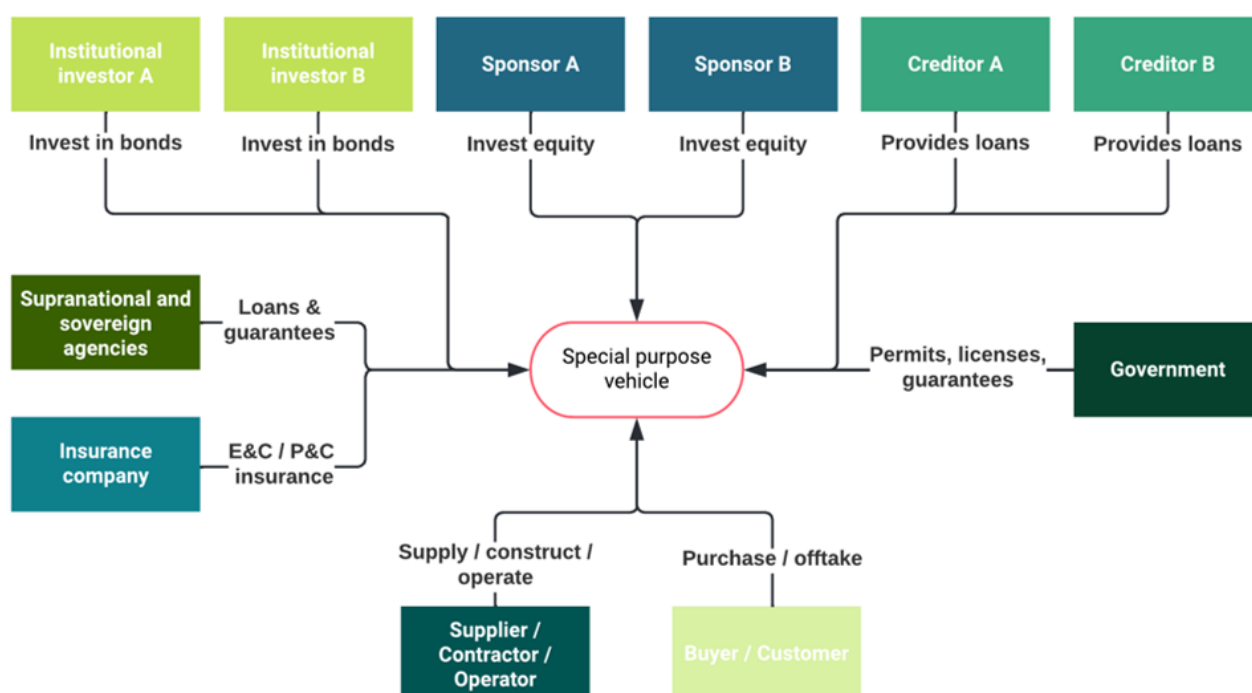 Institutional
investor A
Institutional
investor B
Sponsor A
Sponsor B
Creditor A
Creditor B
Invest in bonds
Invest in bonds
Invest equity
Invest equity
Provides loans
Provides loans
Supranational and
sovereign
agencies
Loans &
guarantees
Special purpose
vehicle
Permits, licenses,
guarantees
Government
Insurance
company
E&C / P&C
insurance
Supply / construct /
operate
Purchase / offtake
Supplier /
Contractor /
Operator
Buyer / Customer